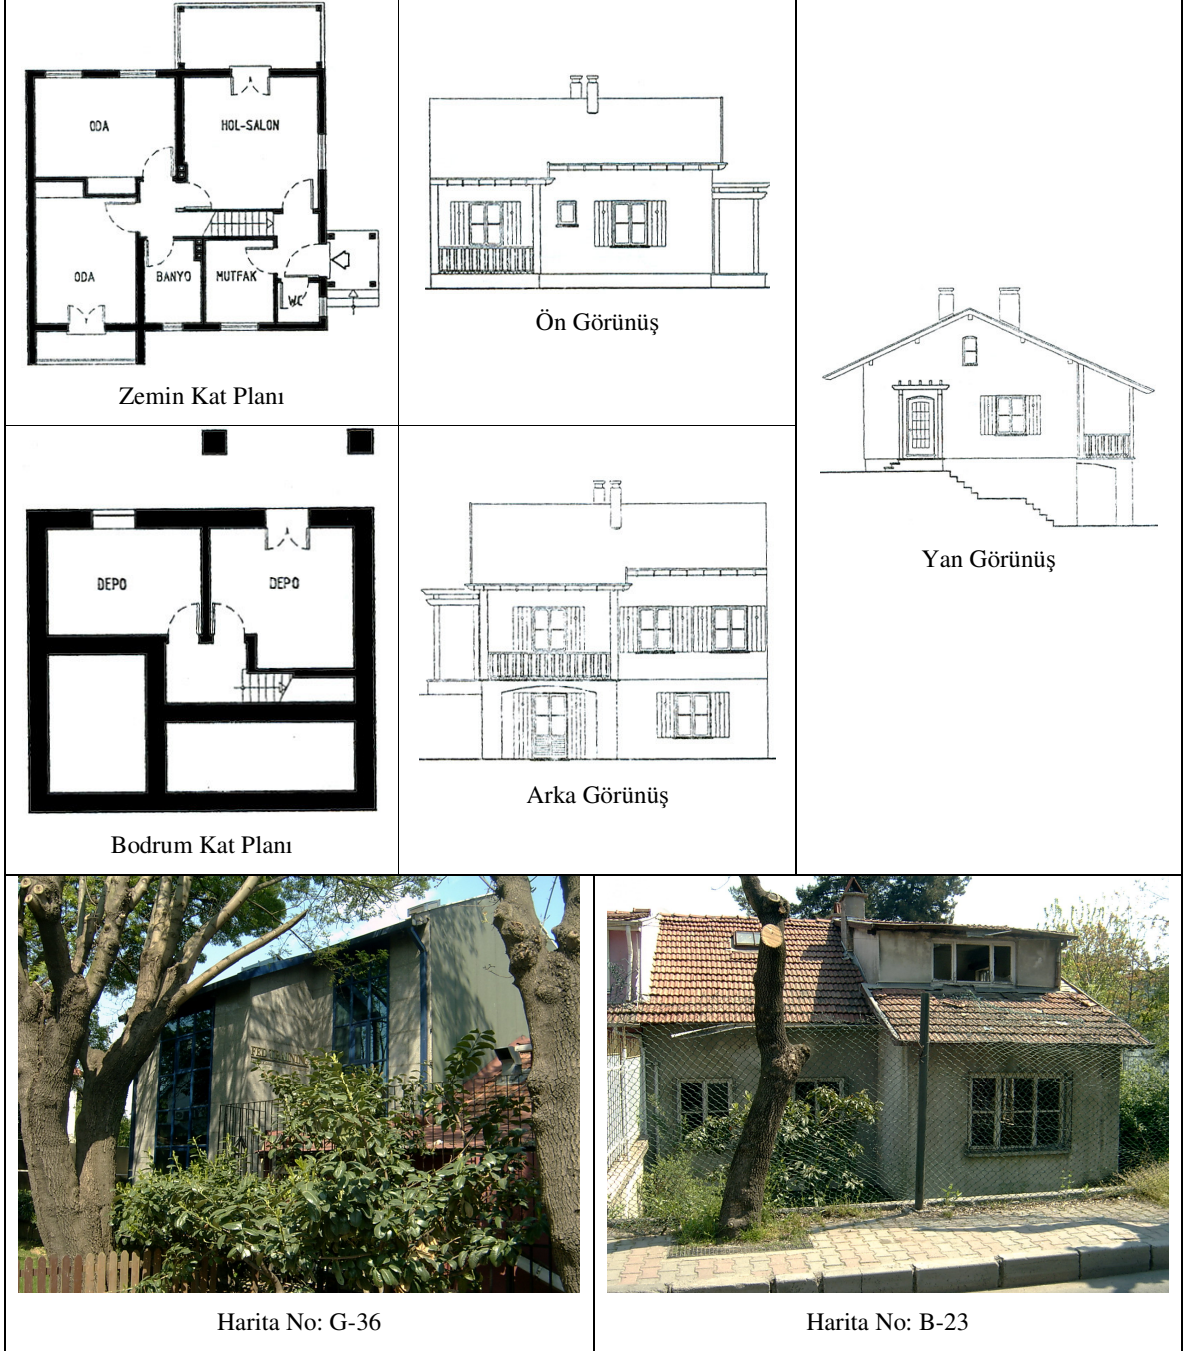 ODA
HOL-SALON
ODA
BANYO
MUTFAK
WC
Zemin Kat Planı
Ön Görünüş
Yan Görünüş
DEPO
DEPO
Bodrum Kat Planı
Arka Görünüş
Harita No: G-36
Harita No: B-23